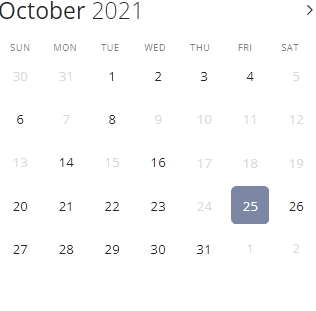 October 2021
SUN MON TUE WED THU FRI SAT
30 31 1 2 3 4 5
6 7 8 9 10 11 12
13 14 15 16 17 18 19
20 21 22 23 24 25 26
27 28 29 30 31 1 2